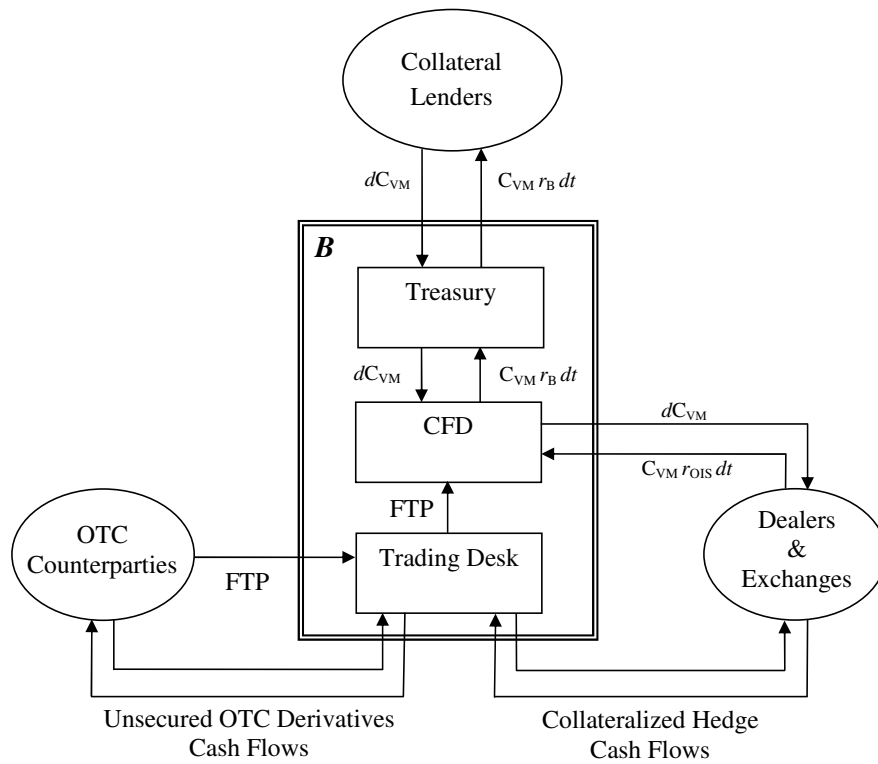 Collateral
Lenders
dC_VM
C_VM r_B dt
B
Treasury
dC_VM
C_VM r_B dt
CFD
dC_VM
C_VM r_OIS dt
FTP
OTC
Counterparties
FTP
Trading Desk
Dealers
&
Exchanges
Unsecured OTC Derivatives
Cash Flows
Collateralized Hedge
Cash Flows